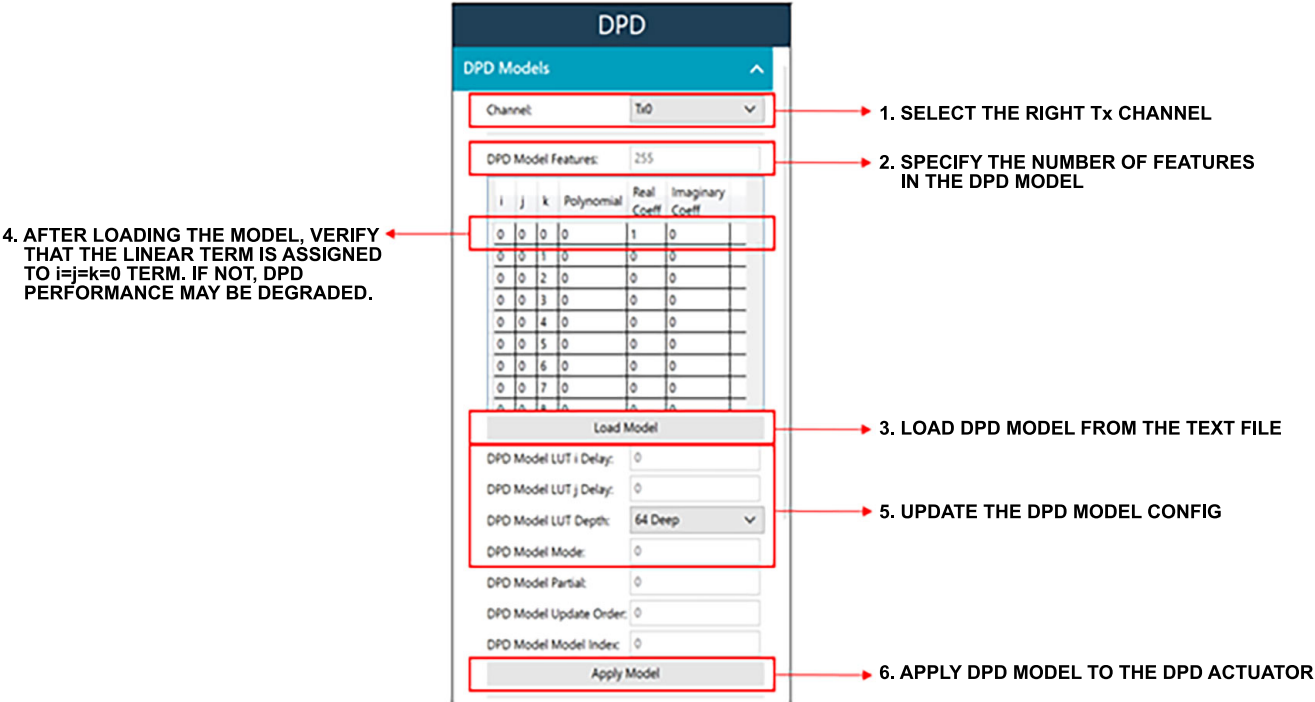 DPD
DPD Models
Channel: Tx0
1. SELECT THE RIGHT Tx CHANNEL
DPD Model Features: 255
2. SPECIFY THE NUMBER OF FEATURES
IN THE DPD MODEL
i j k Polynomial Real Coeff Imaginary Coeff
0 0 0 0 1 0
0 0 1 0 0 0
0 0 2 0 0 0
0 0 3 0 0 0
0 0 4 0 0 0
0 0 5 0 0 0
0 0 6 0 0 0
0 0 7 0 0 0
0 0 8 0 0 0
4. AFTER LOADING THE MODEL, VERIFY
THAT THE LINEAR TERM IS ASSIGNED
TO i=j=k=0 TERM. IF NOT, DPD
PERFORMANCE MAY BE DEGRADED.
Load Model
3. LOAD DPD MODEL FROM THE TEXT FILE
DPD Model LUT i Delay: 0
DPD Model LUT j Delay: 0
DPD Model LUT Depth: 64 Deep
DPD Model Mode: 0
5. UPDATE THE DPD MODEL CONFIG
DPD Model Partial: 0
DPD Model Update Order: 0
DPD Model Model Index: 0
Apply Model
6. APPLY DPD MODEL TO THE DPD ACTUATOR